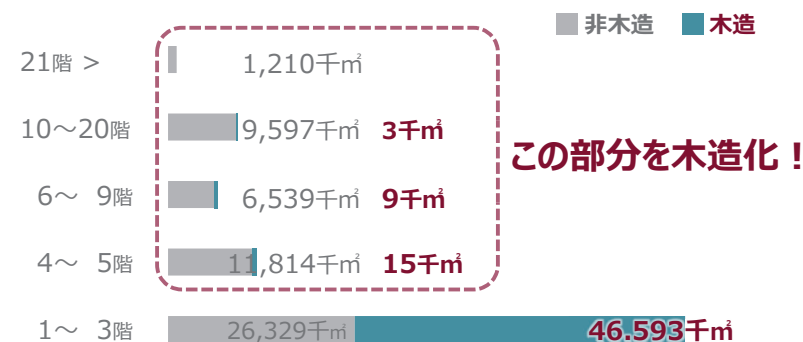 非木造 木造
21階 > 1,210千㎡
10～20階 9,597千㎡ 3千㎡
この部分を木造化！
6～ 9階 6,539千㎡ 9千㎡
4～ 5階 11,814千㎡ 15千㎡
1～ 3階 26,329千㎡ 46.593千㎡